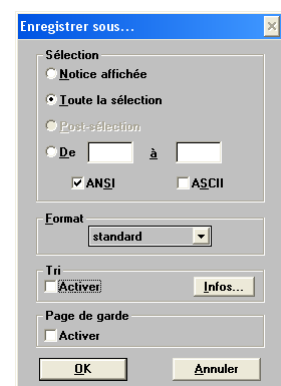 Enregistrer sous...
Sélection
Notice affichée
Toute la sélection
Post-sélection
De à
ANSI ASCII
Format
standard
Tri
Activer Infos...
Page de garde
Activer
OK Annuler